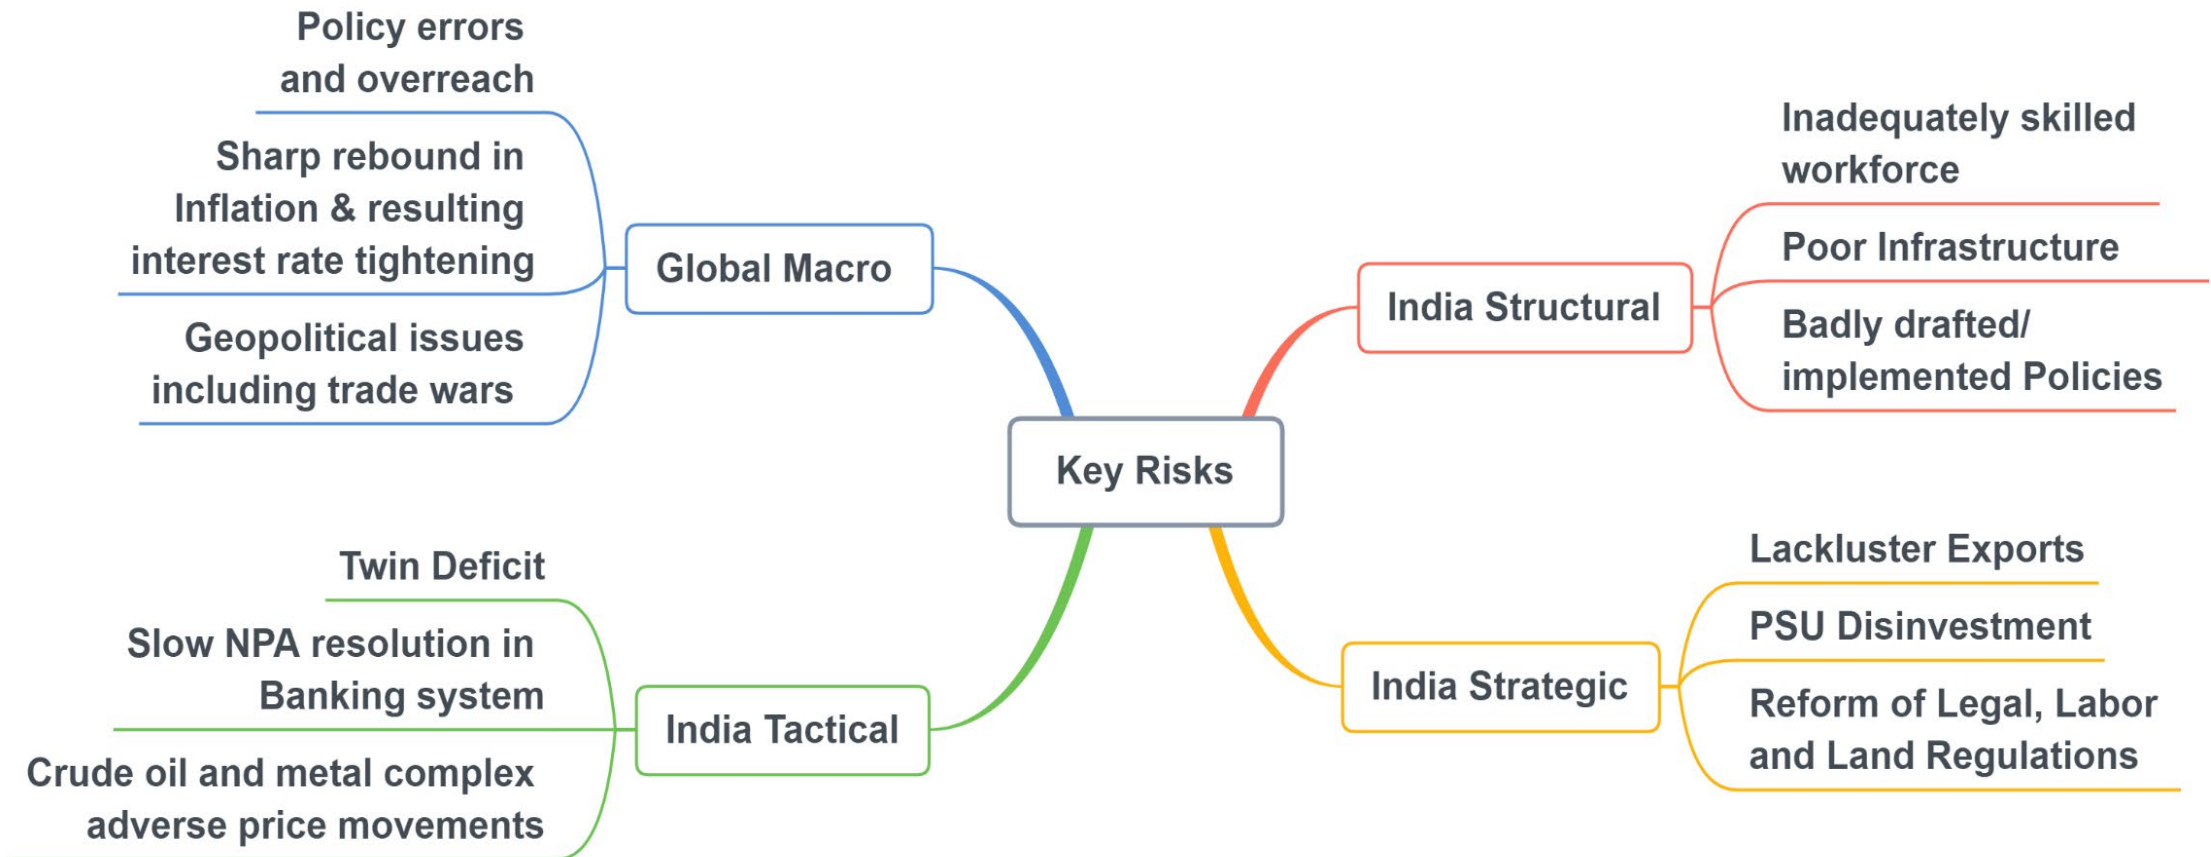 Policy errors
and overreach
Sharp rebound in
Inflation & resulting
interest rate tightening
Geopolitical issues
including trade wars
Global Macro
Key Risks
India Structural
Inadequately skilled
workforce
Poor Infrastructure
Badly drafted/
implemented Policies
Twin Deficit
Slow NPA resolution in
Banking system
Crude oil and metal complex
adverse price movements
India Tactical
India Strategic
Lackluster Exports
PSU Disinvestment
Reform of Legal, Labor
and Land Regulations